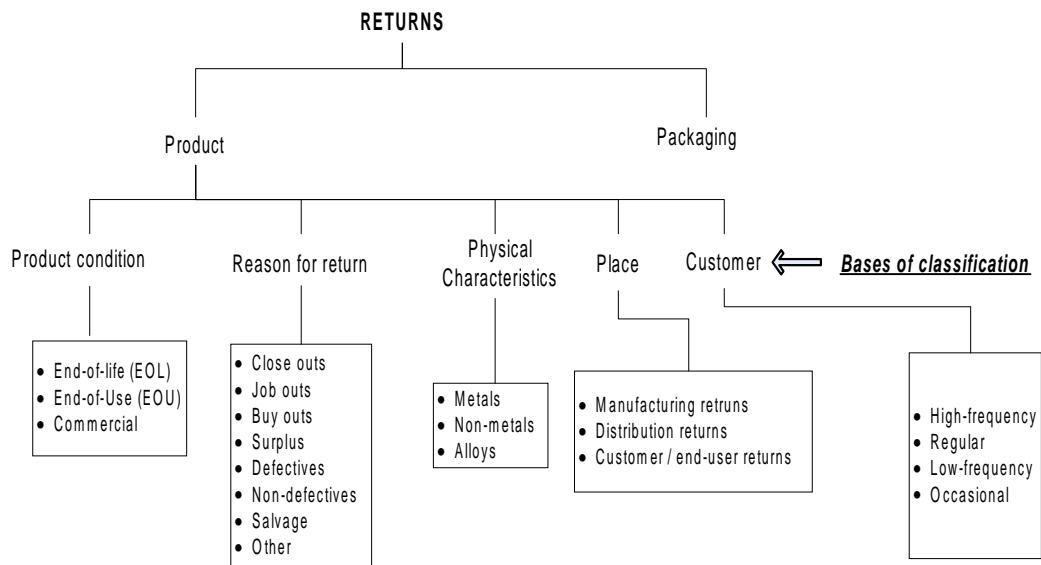 RETURNS
Product
Packaging
Product condition
Reason for return
Physical
Characteristics
Place
Customer
Bases of classification
• End-of-life (EOL)
• End-of-Use (EOU)
• Commercial
• Close outs
• Job outs
• Buy outs
• Surplus
• Defectives
• Non-defectives
• Salvage
• Other
• Metals
• Non-metals
• Alloys
• Manufacturing retruns
• Distribution returns
• Customer / end-user returns
• High-frequency
• Regular
• Low-frequency
• Occasional